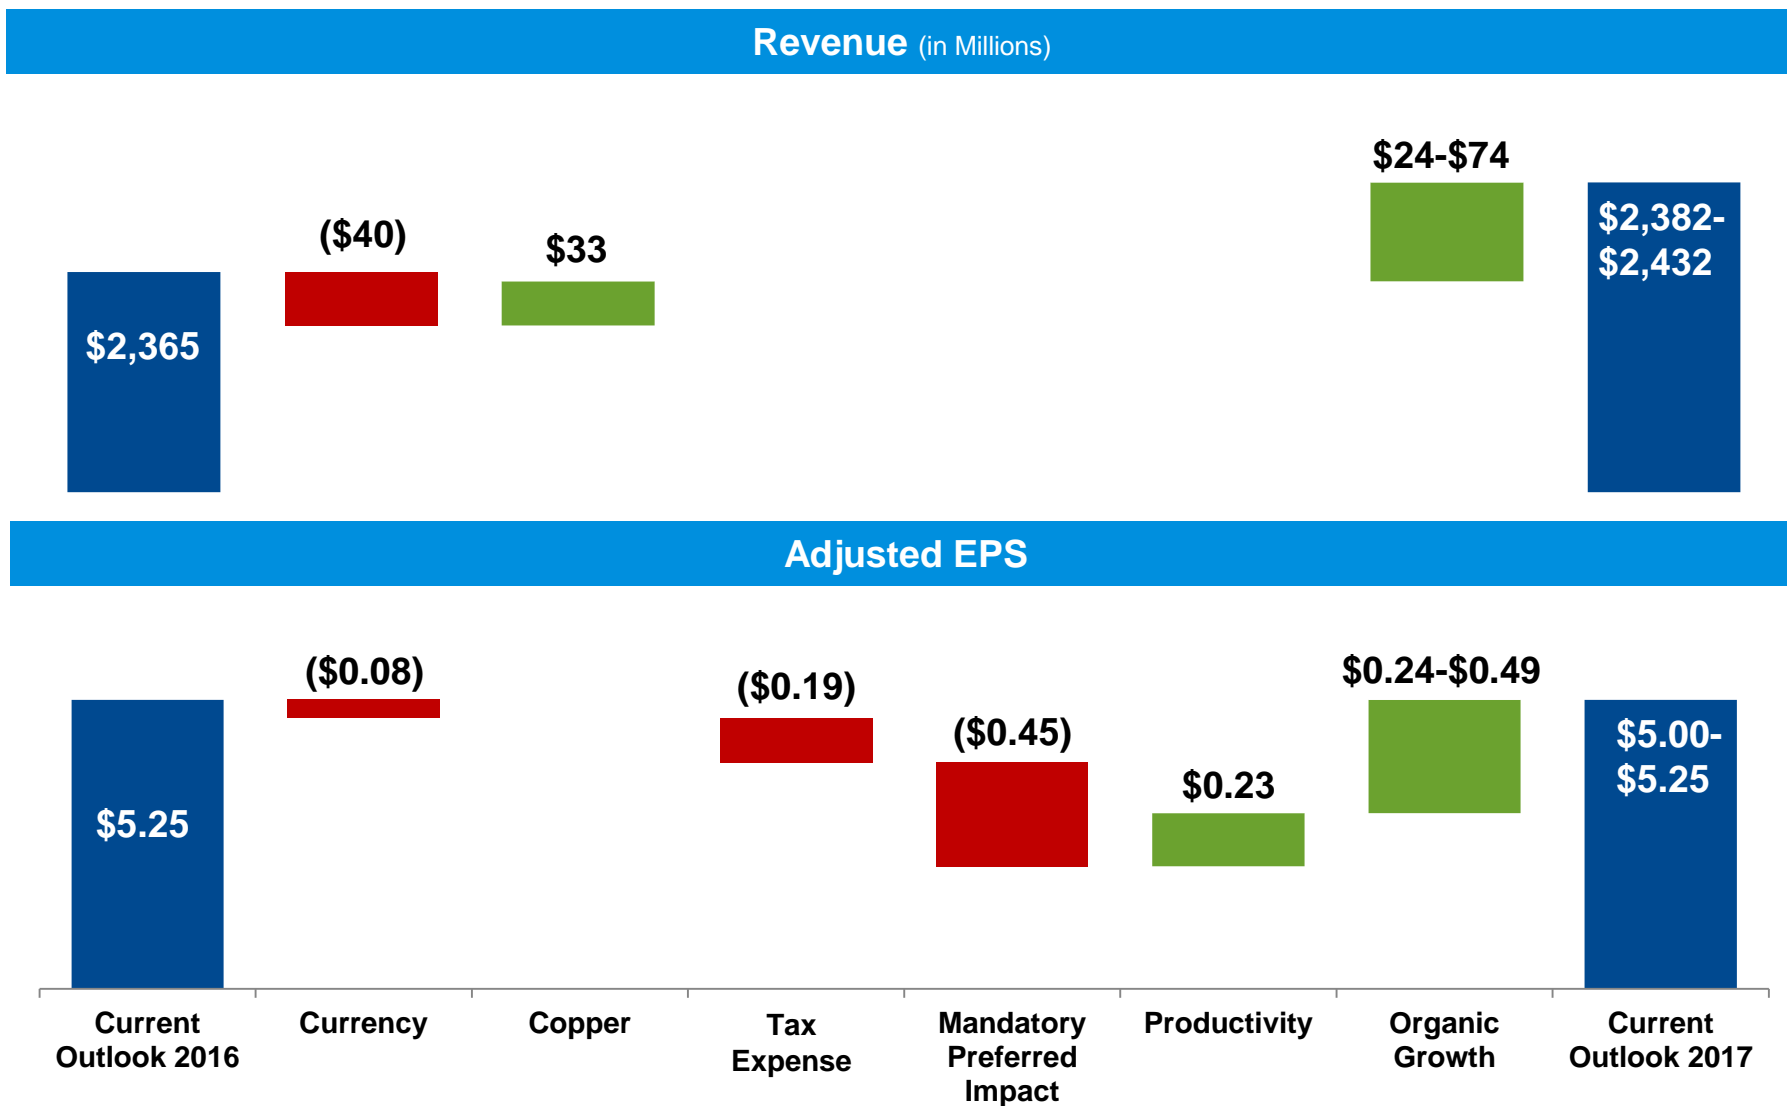 Revenue (in Millions)
$24-$74
($40)
$33
$2,382-
$2,432
$2,365
Adjusted EPS
($0.08)
($0.19)
($0.45)
$0.23
$0.24-$0.49
$5.00-
$5.25
$5.25
Current
Outlook 2016
Currency
Copper
Tax
Expense
Mandatory
Preferred
Impact
Productivity
Organic
Growth
Current
Outlook 2017